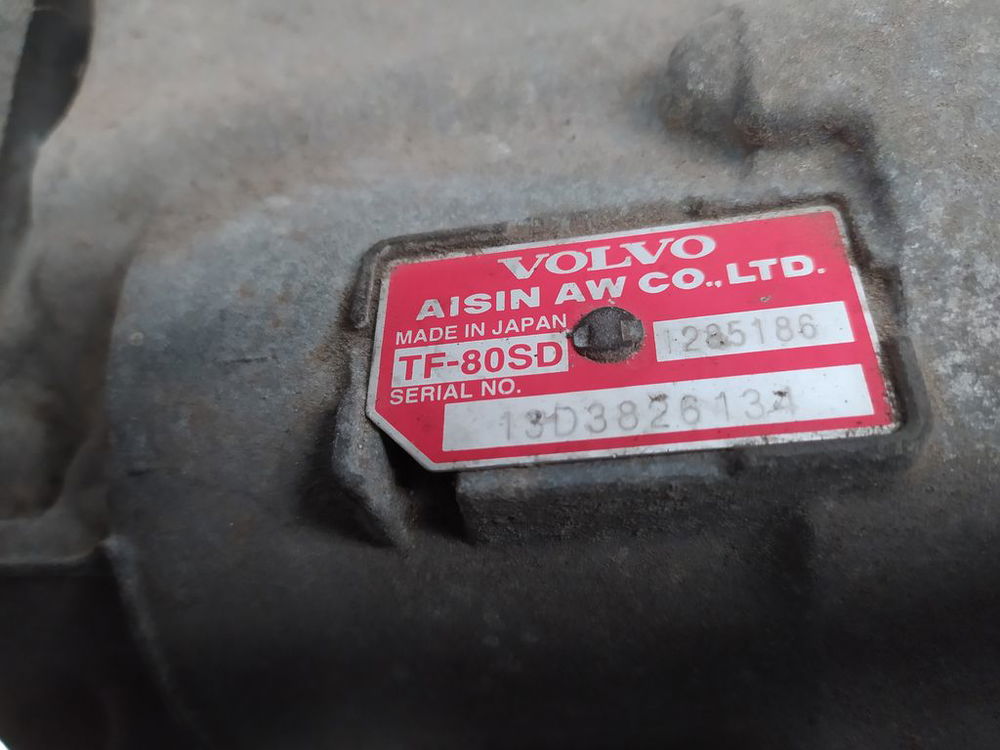 VOLVO
AISIN AW CO., LTD.
MADE IN JAPAN
TF-80SD
1285186
SERIAL NO.
13D3826134